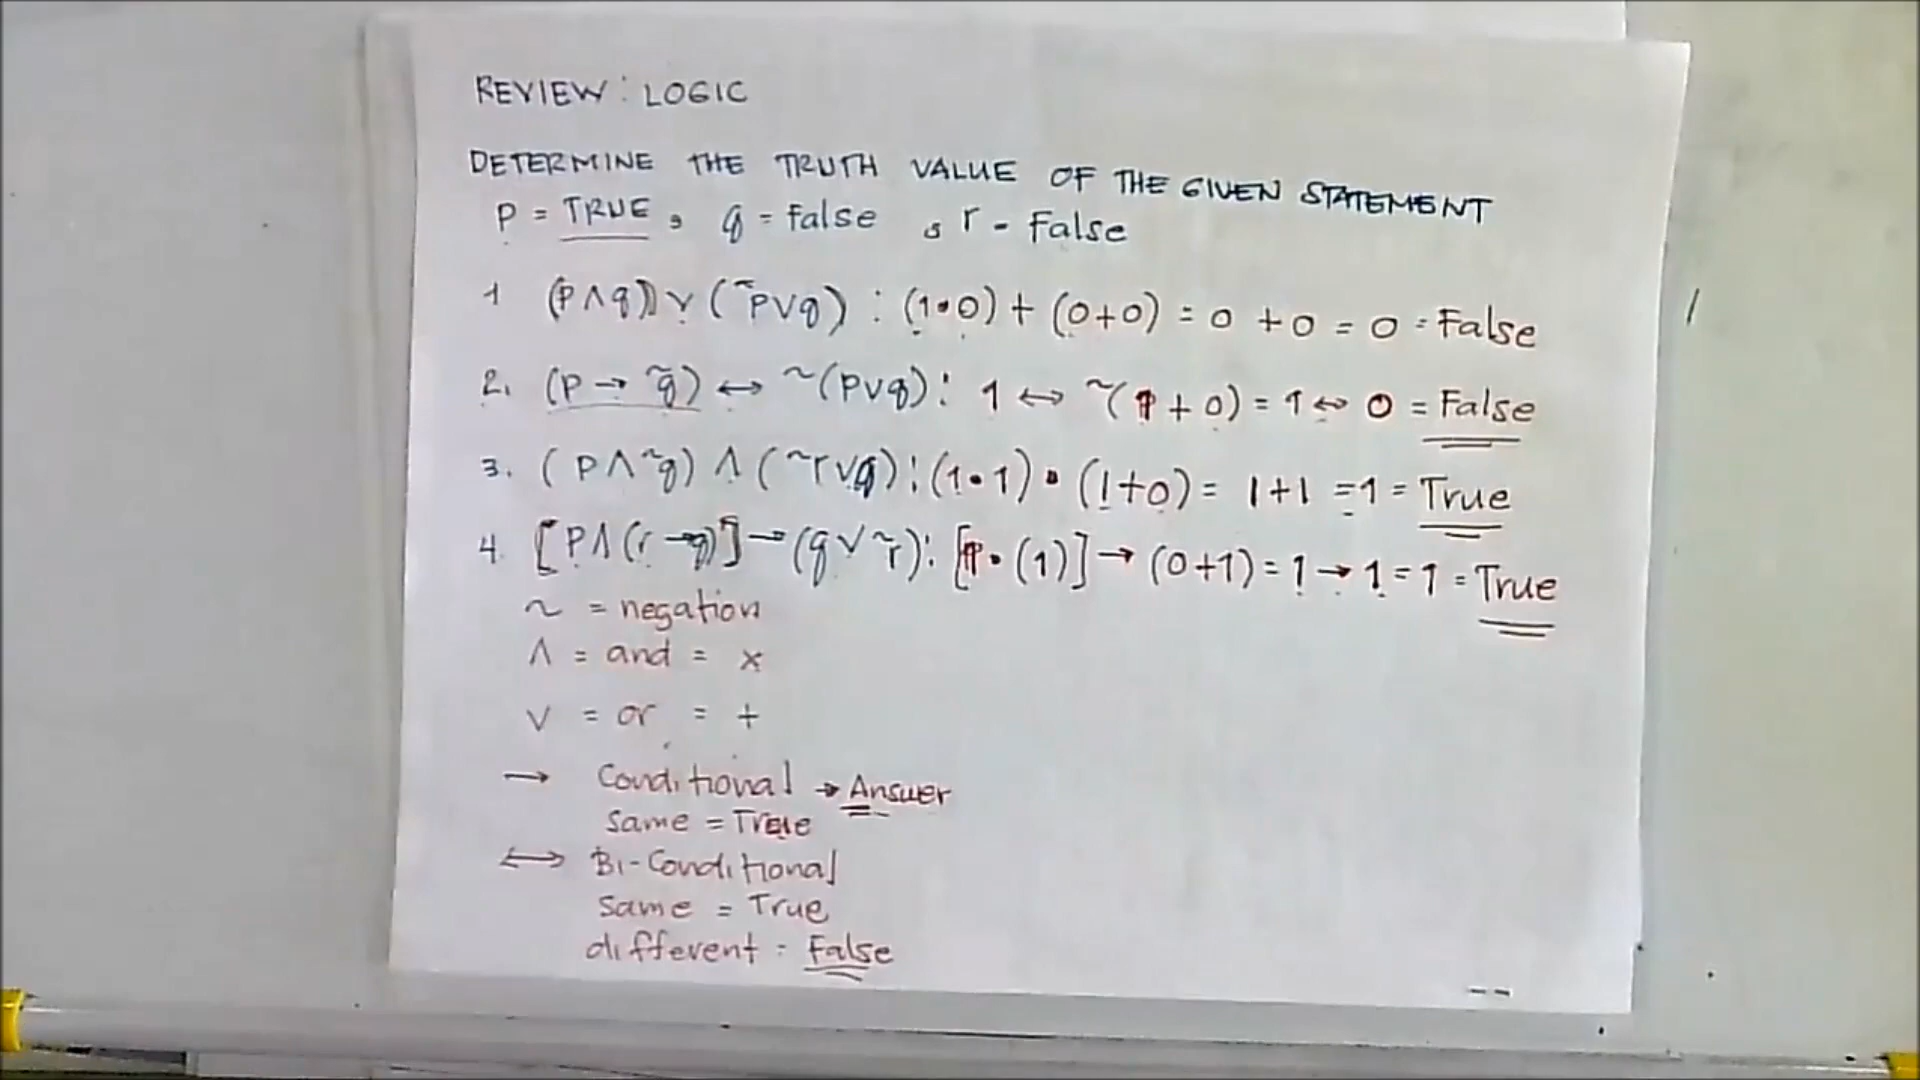 REVIEW: LOGIC
DETERMINE THE TRUTH VALUE OF THE GIVEN STATEMENT
P = TRUE, q = false, r - False
1 (P∧q)∨(~P∨q) : (1•0)+(0+0) = 0+0 = 0 = False
2. (P→~q)↔~(P∨q): 1↔~(1+0) = 1↔0 = False
3. (P∧~q)∧(~r∨q):(1•1)•(1+0) = 1+1 = 1 = True
4. [P∧(r→q)]→(q∨~r): [1•(1)]→(0+1) = 1→1 = 1 = True
~ = negation
∧ = and = x
∨ = or = +
→ Conditional → Answer
same = True
↔ Bi-Conditional
same = True
different = False